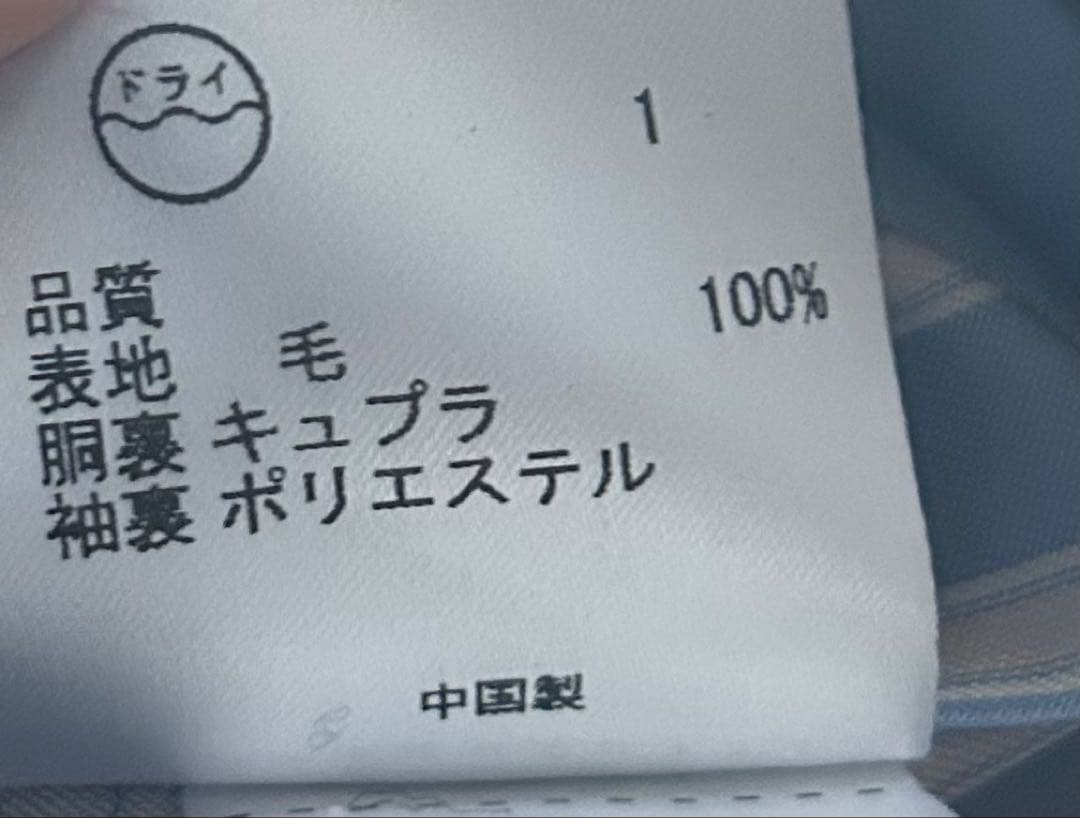 ドライ 1
品質
表地 毛 100%
胴裏 キュプラ
袖裏 ポリエステル
中国製